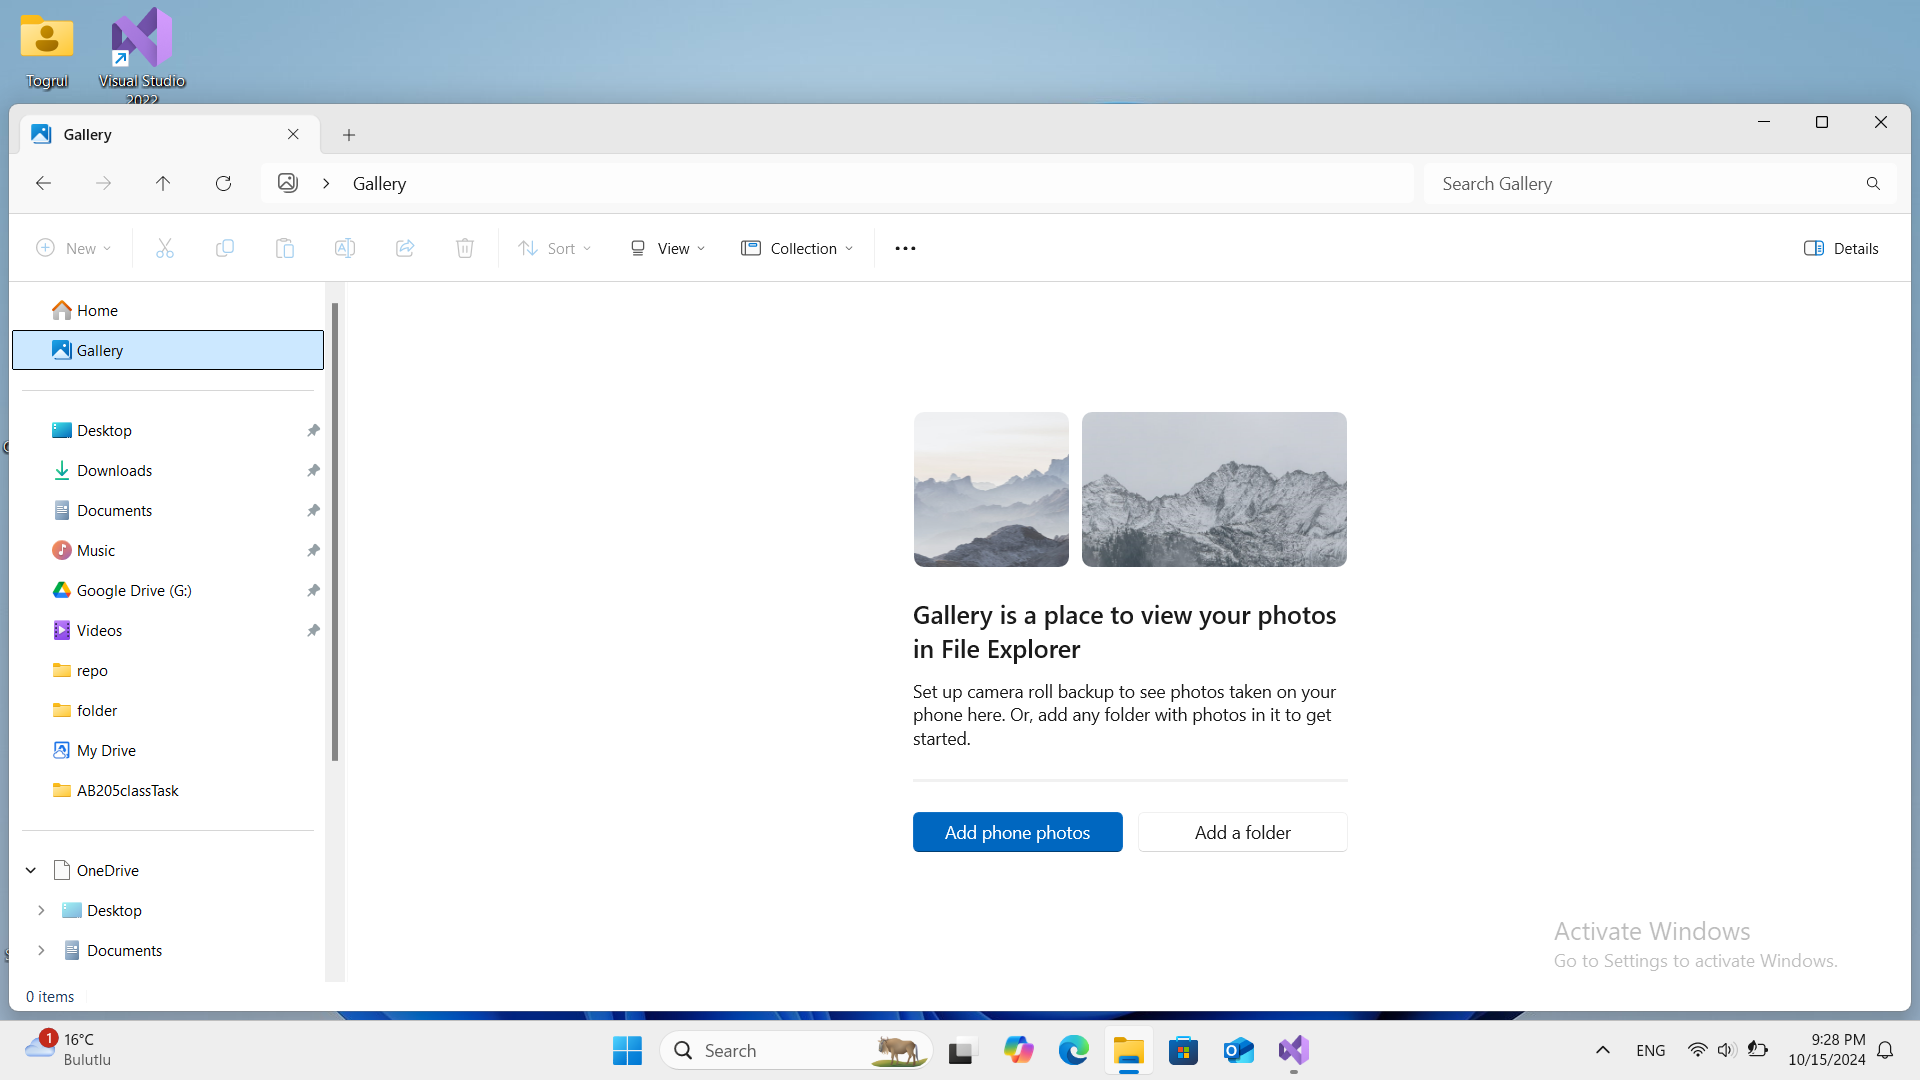 Togrul
Visual Studio
2022
Gallery
Gallery
Search Gallery
New
Sort
View
Collection
Details
Home
Gallery
Desktop
Downloads
Documents
Music
Google Drive (G:)
Videos
repo
folder
My Drive
AB205classTask
OneDrive
Desktop
Documents
0 items
Gallery is a place to view your photos
in File Explorer
Set up camera roll backup to see photos taken on your
phone here. Or, add any folder with photos in it to get
started.
Add phone photos
Add a folder
Activate Windows
Go to Settings to activate Windows.
1
16°C
Bulutlu
Search
ENG
9:28 PM
10/15/2024